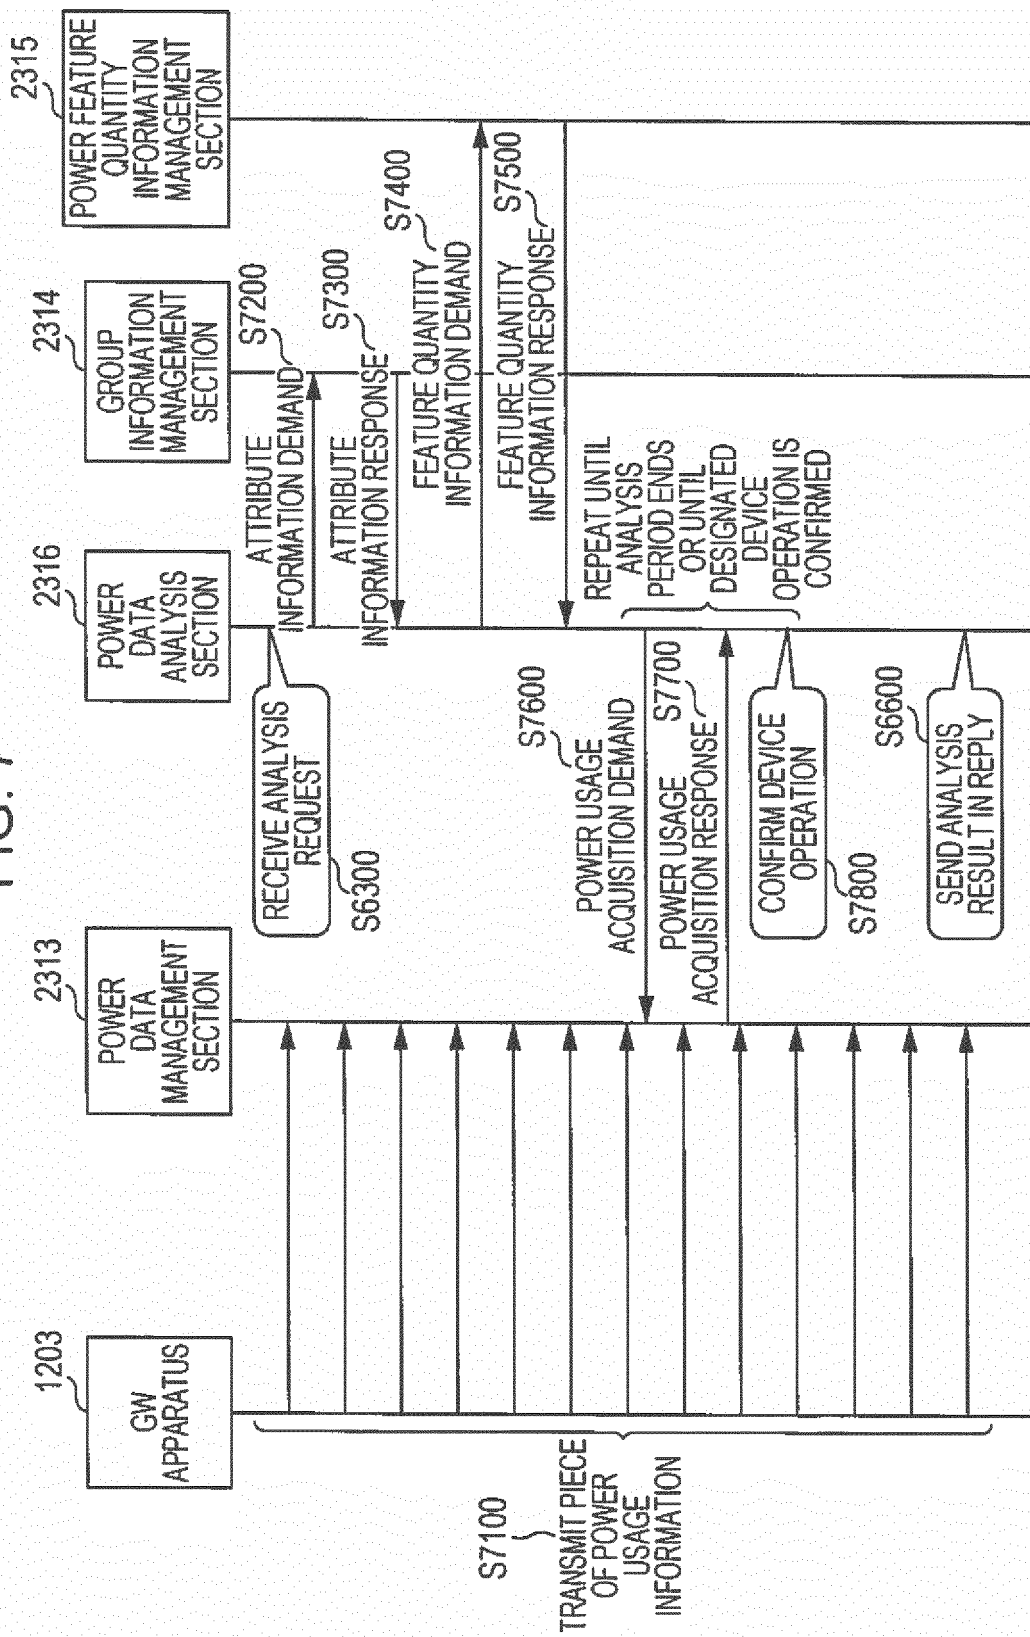 FIG. 7
1203
GW
APPARATUS
2313
POWER
DATA
MANAGEMENT
SECTION
2316
POWER
DATA
ANALYSIS
SECTION
2314
GROUP
INFORMATION
MANAGEMENT
SECTION
2315
POWER FEATURE
QUANTITY
INFORMATION
MANAGEMENT
SECTION
S7100
TRANSMIT PIECE
OF POWER
USAGE
INFORMATION
RECEIVE ANALYSIS
REQUEST
S6300
ATTRIBUTE
INFORMATION DEMAND
S7200
ATTRIBUTE
INFORMATION RESPONSE
S7300
FEATURE QUANTITY
INFORMATION DEMAND
S7400
FEATURE QUANTITY
INFORMATION RESPONSE
S7500
S7600
POWER USAGE
ACQUISITION DEMAND
S7700
POWER USAGE
ACQUISITION RESPONSE
REPEAT UNTIL
ANALYSIS
PERIOD ENDS
OR UNTIL
DESIGNATED
DEVICE
OPERATION IS
CONFIRMED
CONFIRM DEVICE
OPERATION
S7800
S6600
SEND ANALYSIS
RESULT IN REPLY